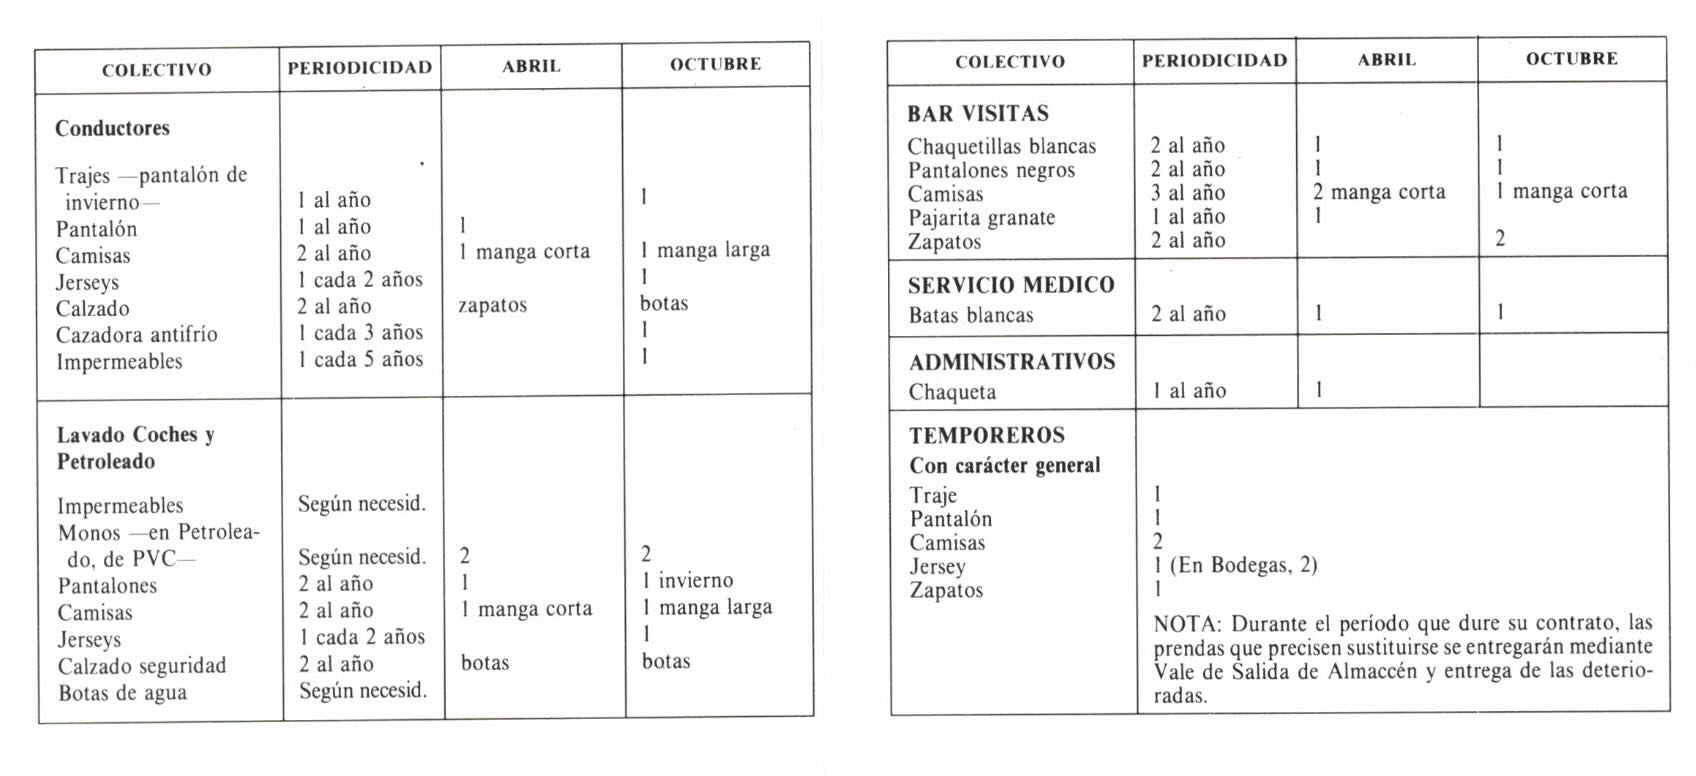 COLECTIVO PERIODICIDAD ABRIL OCTUBRE
Conductores
Trajes —pantalón de
invierno— 1 al año 1
Pantalón 1 al año 1
Camisas 2 al año 1 manga corta 1 manga larga
Jerseys 1 cada 2 años 1
Calzado 2 al año zapatos botas
Cazadora antifrío 1 cada 3 años 1
Impermeables 1 cada 5 años 1
Lavado Coches y
Petroleado
Impermeables Según necesid.
Monos —en Petrolea-
do, de PVC— Según necesid. 2 2
Pantalones 2 al año 1 1 invierno
Camisas 2 al año 1 manga corta 1 manga larga
Jerseys 1 cada 2 años 1
Calzado seguridad 2 al año botas botas
Botas de agua Según necesid.
COLECTIVO PERIODICIDAD ABRIL OCTUBRE
BAR VISITAS
Chaquetillas blancas 2 al año 1 1
Pantalones negros 2 al año 1 1
Camisas 3 al año 2 manga corta 1 manga corta
Pajarita granate 1 al año 1
Zapatos 2 al año 2
SERVICIO MEDICO
Batas blancas 2 al año 1 1
ADMINISTRATIVOS
Chaqueta 1 al año 1
TEMPOREROS
Con carácter general
Traje 1
Pantalón 1
Camisas 2
Jersey 1 (En Bodegas, 2)
Zapatos 1
NOTA: Durante el período que dure su contrato, las
prendas que precisen sustituirse se entregarán mediante
Vale de Salida de Almaccén y entrega de las deterio-
radas.